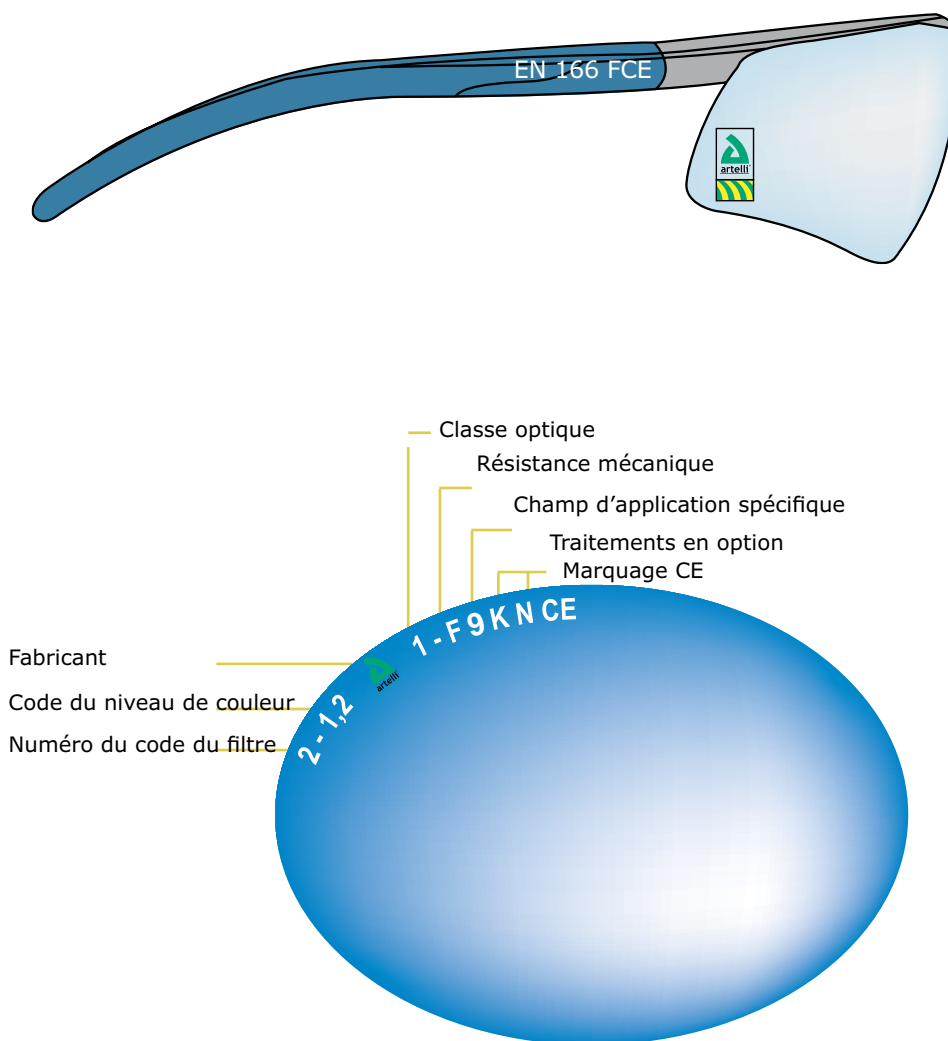 EN 166 FCE
artelli
Classe optique
Résistance mécanique
Champ d'application spécifique
Traitements en option
Marquage CE
1 - F 9 K N CE
Fabricant
artelli
Code du niveau de couleur
2 - 1,2
Numéro du code du filtre